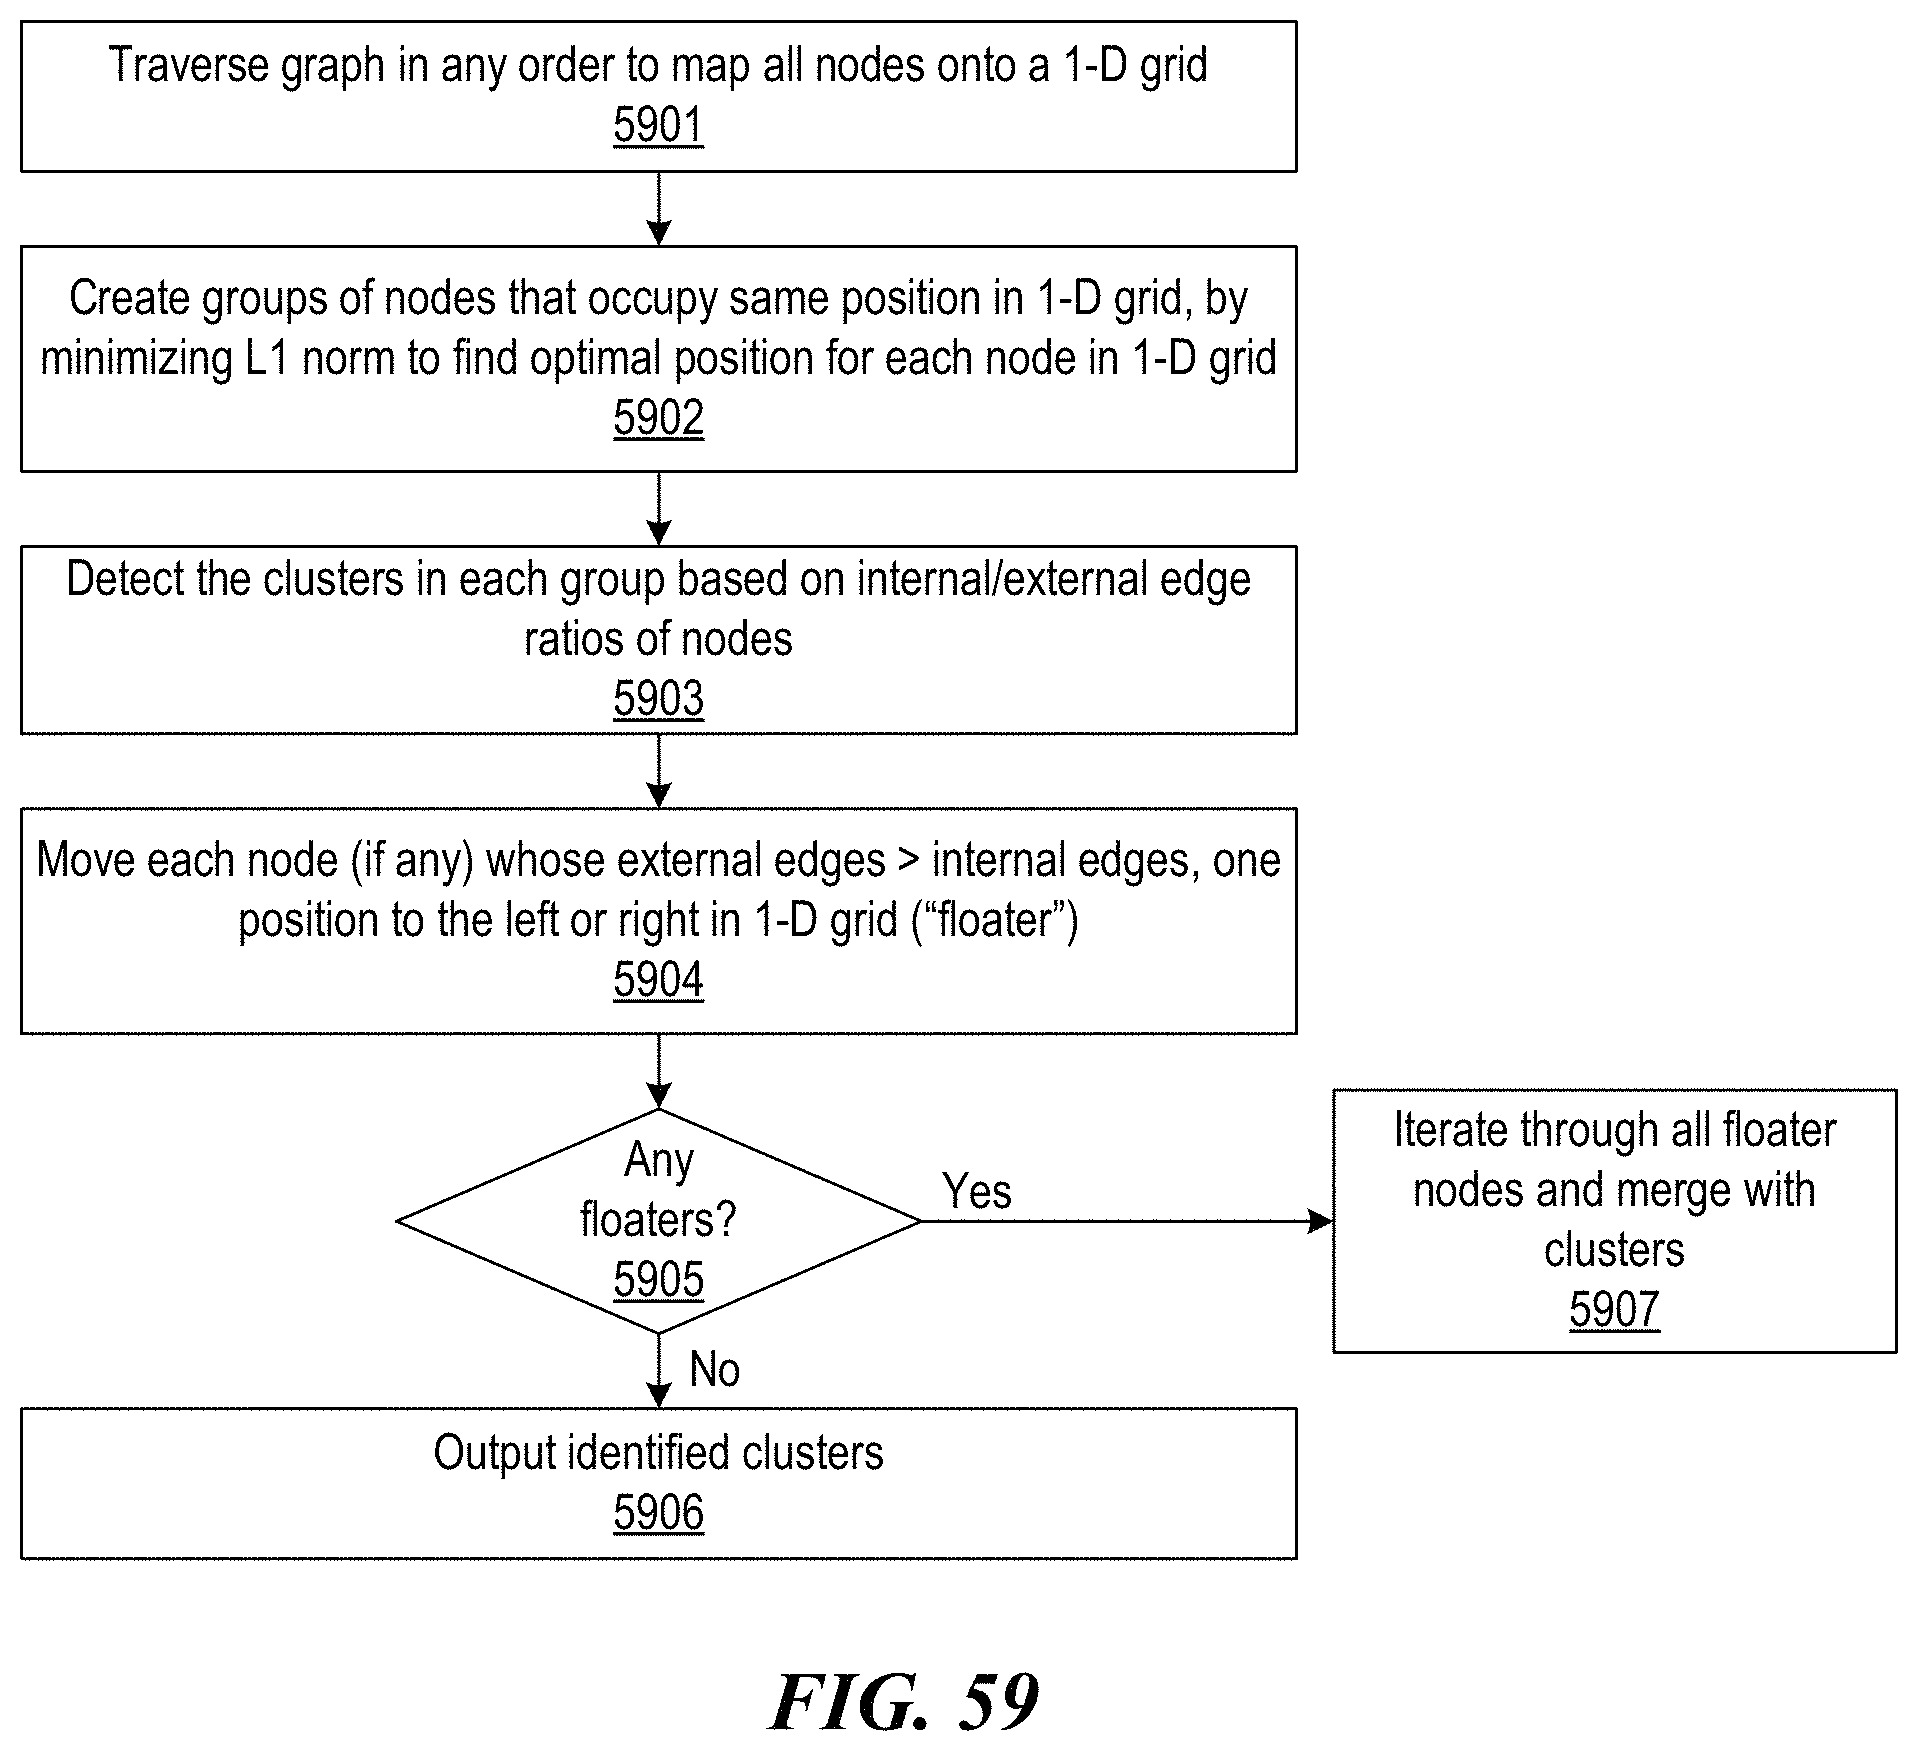 Traverse graph in any order to map all nodes onto a 1-D grid
5901
Create groups of nodes that occupy same position in 1-D grid, by
minimizing L1 norm to find optimal position for each node in 1-D grid
5902
Detect the clusters in each group based on internal/external edge
ratios of nodes
5903
Move each node (if any) whose external edges > internal edges, one
position to the left or right in 1-D grid (“floater”)
5904
Any
floaters?
5905
Yes
Iterate through all floater
nodes and merge with
clusters
5907
No
Output identified clusters
5906
FIG. 59